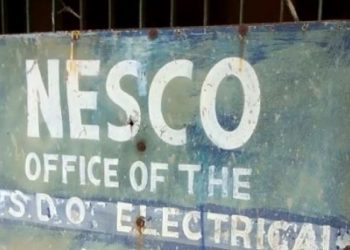 NESCO
OFFICE OF THE
S.D.O. ELECTRICAL